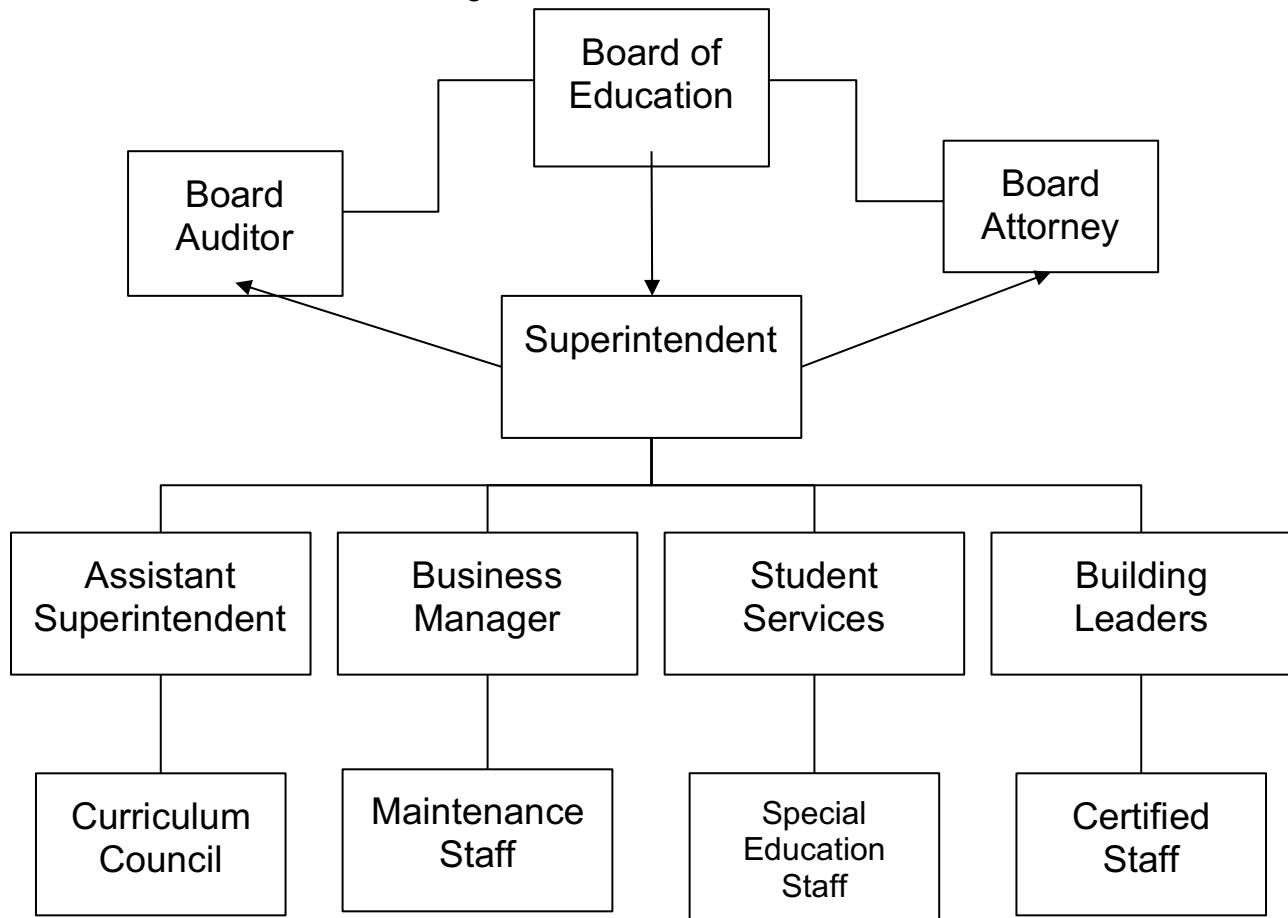 Board of
Education
Board
Auditor
Board
Attorney
Superintendent
Assistant
Superintendent
Business
Manager
Student
Services
Building
Leaders
Curriculum
Council
Maintenance
Staff
Special
Education
Staff
Certified
Staff